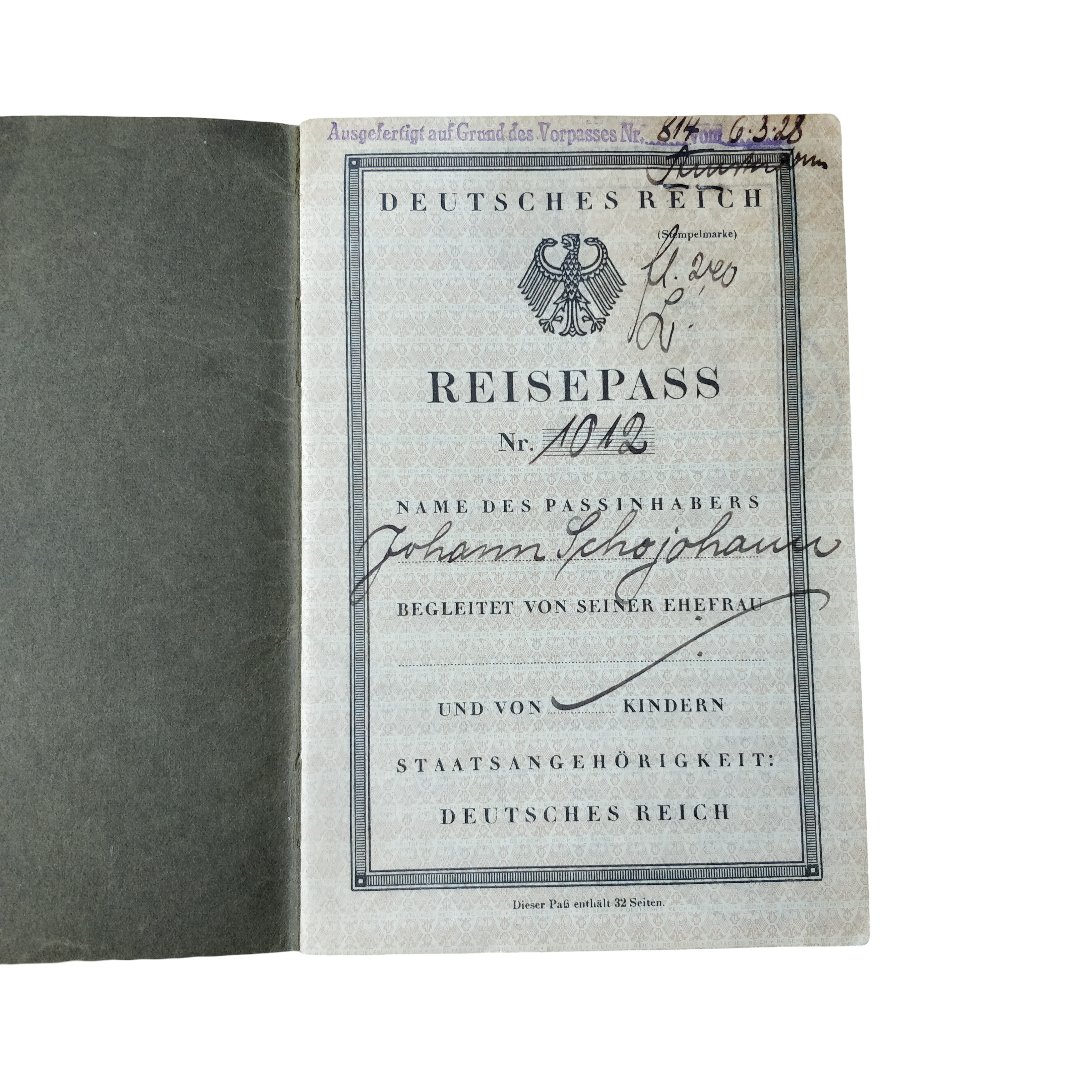 Ausgefertigt auf Grund des Vorpasses Nr. 814 vom 6.3.28
DEUTSCHES REICH
(Stempelmarke)
REISEPASS
Nr. 1012
NAME DES PASSINHABERS
Johann Schojohann
BEGLEITET VON SEINER EHEFRAU
UND VON KINDERN
STAATSANGEHÖRIGKEIT:
DEUTSCHES REICH
Dieser Paß enthält 32 Seiten.